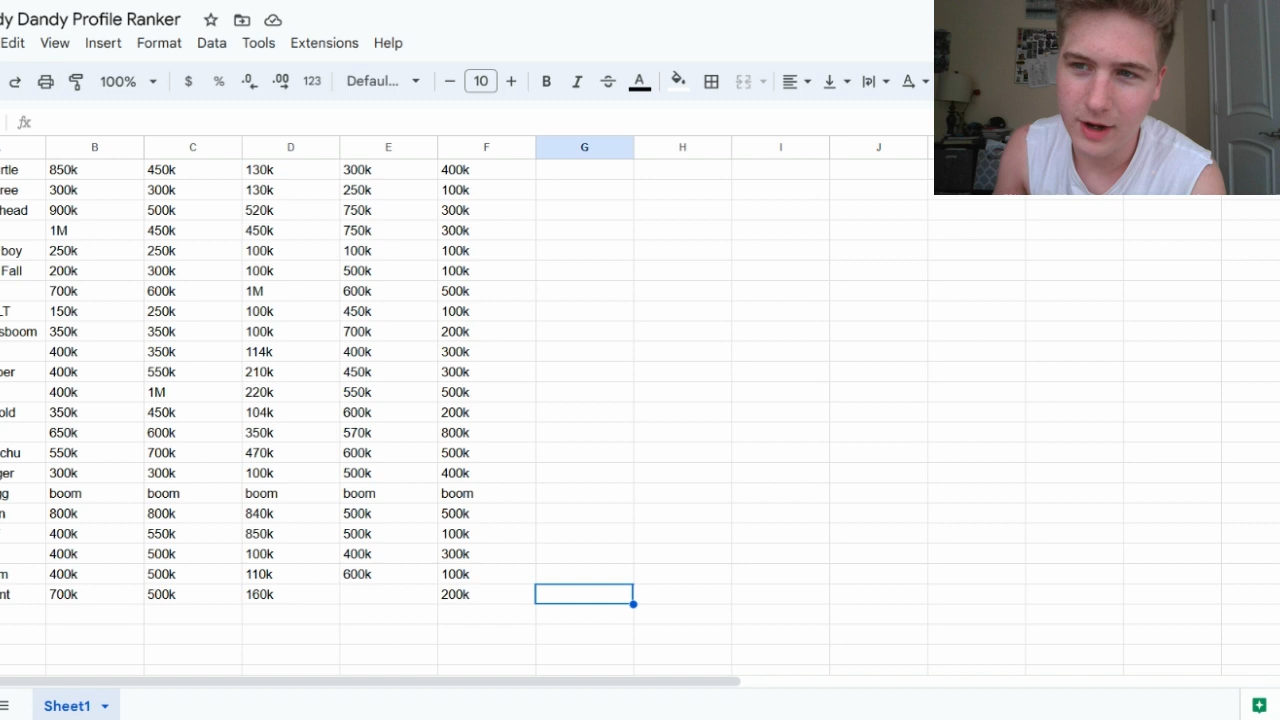 dy Dandy Profile Ranker
Edit View Insert Format Data Tools Extensions Help
100% $ % .0 .00 123 Defaul... − 10 + B I S A
fx
B C D E F G H I J
rtle 850k 450k 130k 300k 400k
ree 300k 300k 130k 250k 100k
head 900k 500k 520k 750k 300k
1M 450k 450k 750k 300k
boy 250k 250k 100k 100k 100k
Fall 200k 300k 100k 500k 100k
700k 600k 1M 600k 500k
LT 150k 250k 100k 450k 100k
sboom 350k 350k 100k 700k 200k
400k 350k 114k 400k 300k
per 400k 550k 210k 450k 300k
400k 1M 220k 550k 500k
old 350k 450k 104k 600k 200k
650k 600k 350k 570k 800k
chu 550k 700k 470k 600k 500k
ger 300k 300k 100k 500k 400k
gg boom boom boom boom boom
n 800k 800k 840k 500k 500k
400k 550k 850k 500k 100k
400k 500k 100k 400k 300k
m 400k 500k 110k 600k 100k
nt 700k 500k 160k 200k
Sheet1